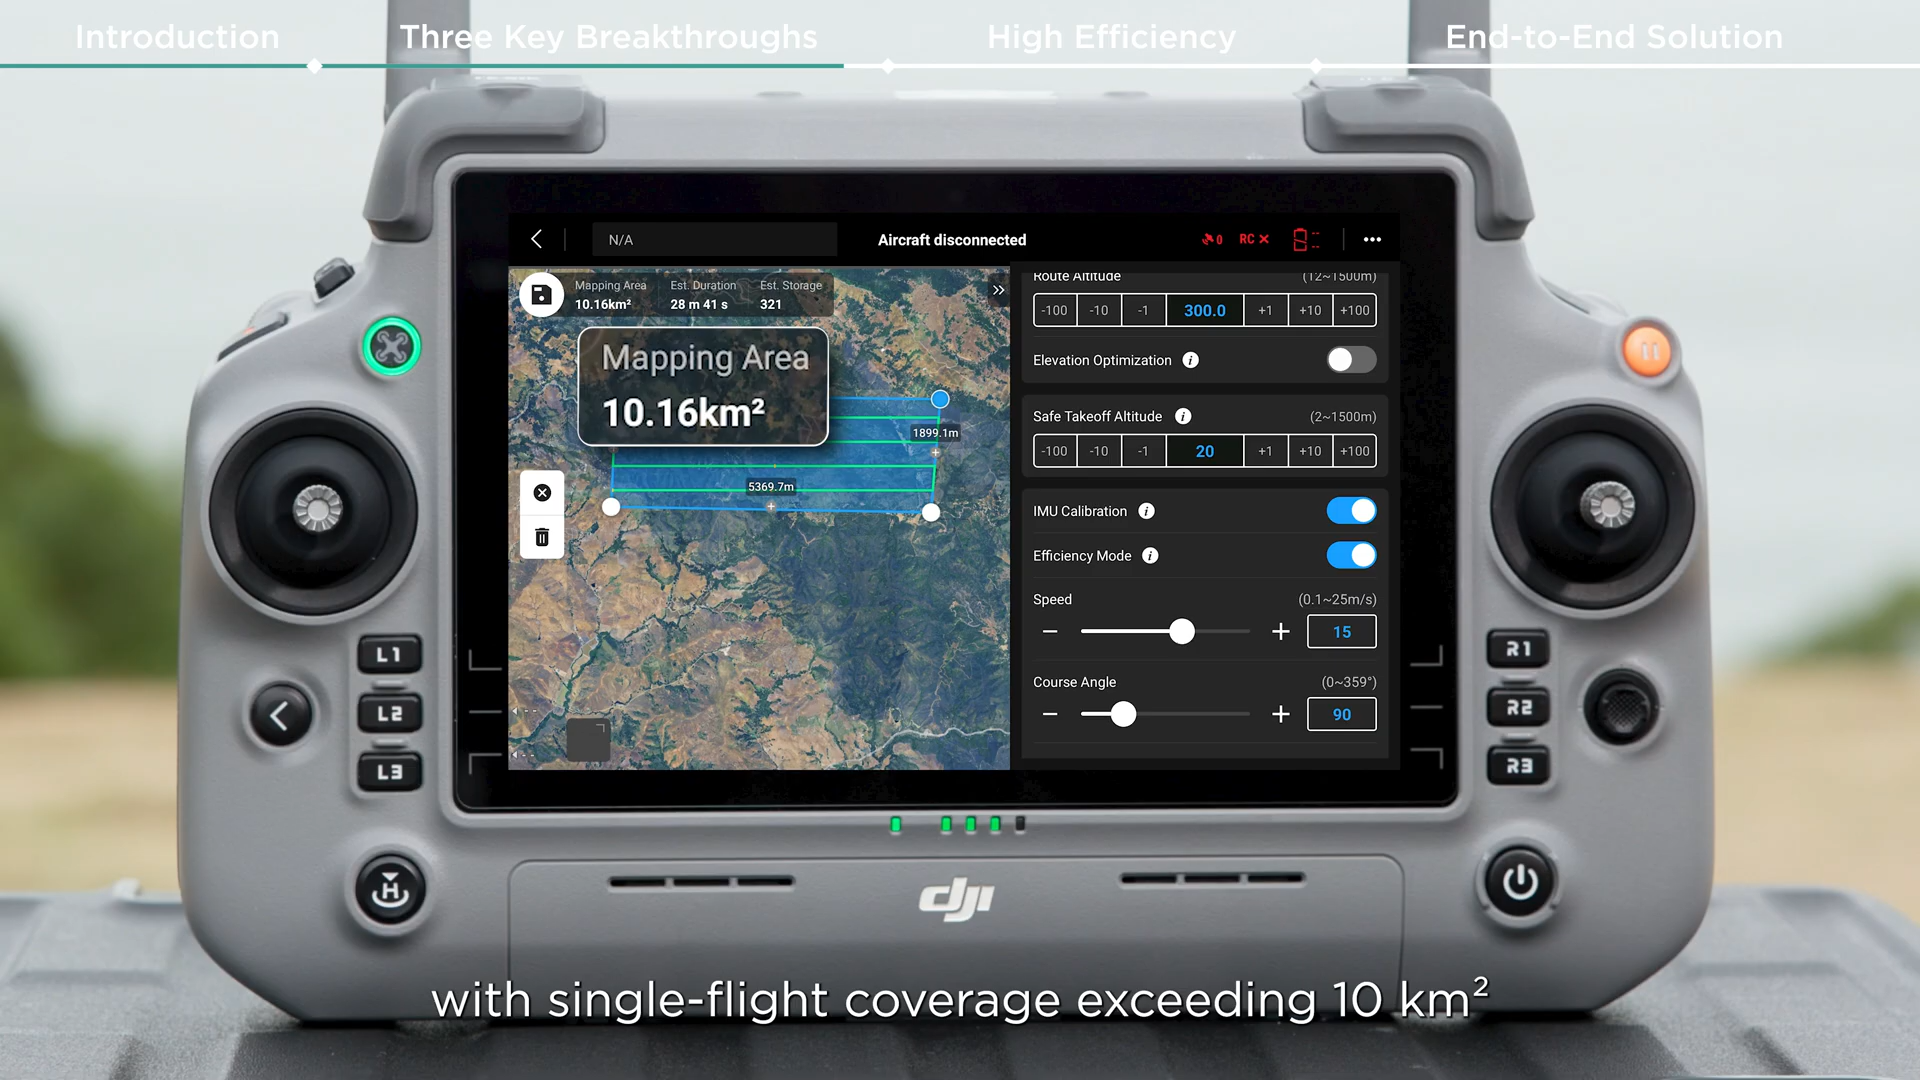 Introduction
Three Key Breakthroughs
High Efficiency
End-to-End Solution
N/A
Aircraft disconnected
0
RC
Mapping Area
10.16km²
Est. Duration
28 m 41 s
Est. Storage
321
Mapping Area
10.16km²
1899.1m
5369.7m
Route Altitude
(12~1500m)
-100 -10 -1 300.0 +1 +10 +100
Elevation Optimization
Safe Takeoff Altitude
(2~1500m)
-100 -10 -1 20 +1 +10 +100
IMU Calibration
Efficiency Mode
Speed
(0.1~25m/s)
15
Course Angle
(0~359°)
90
L1
L2
L3
R1
R2
R3
H
dji
with single-flight coverage exceeding 10 km²